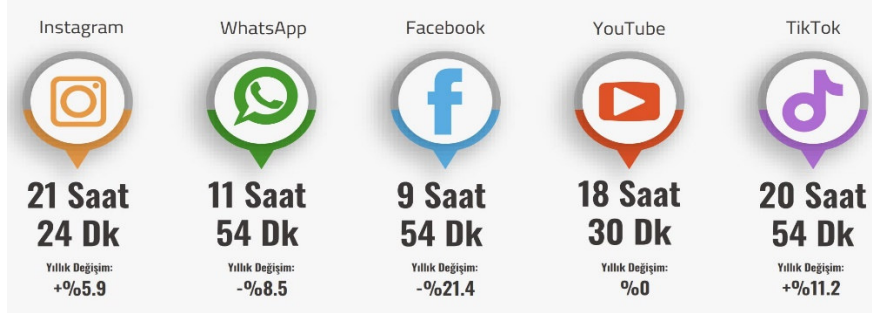 Instagram
21 Saat
24 Dk
Yıllık Değişim:
+%5.9
WhatsApp
11 Saat
54 Dk
Yıllık Değişim:
-%8.5
Facebook
9 Saat
54 Dk
Yıllık Değişim:
-%21.4
YouTube
18 Saat
30 Dk
Yıllık Değişim:
%0
TikTok
20 Saat
54 Dk
Yıllık Değişim:
+%11.2